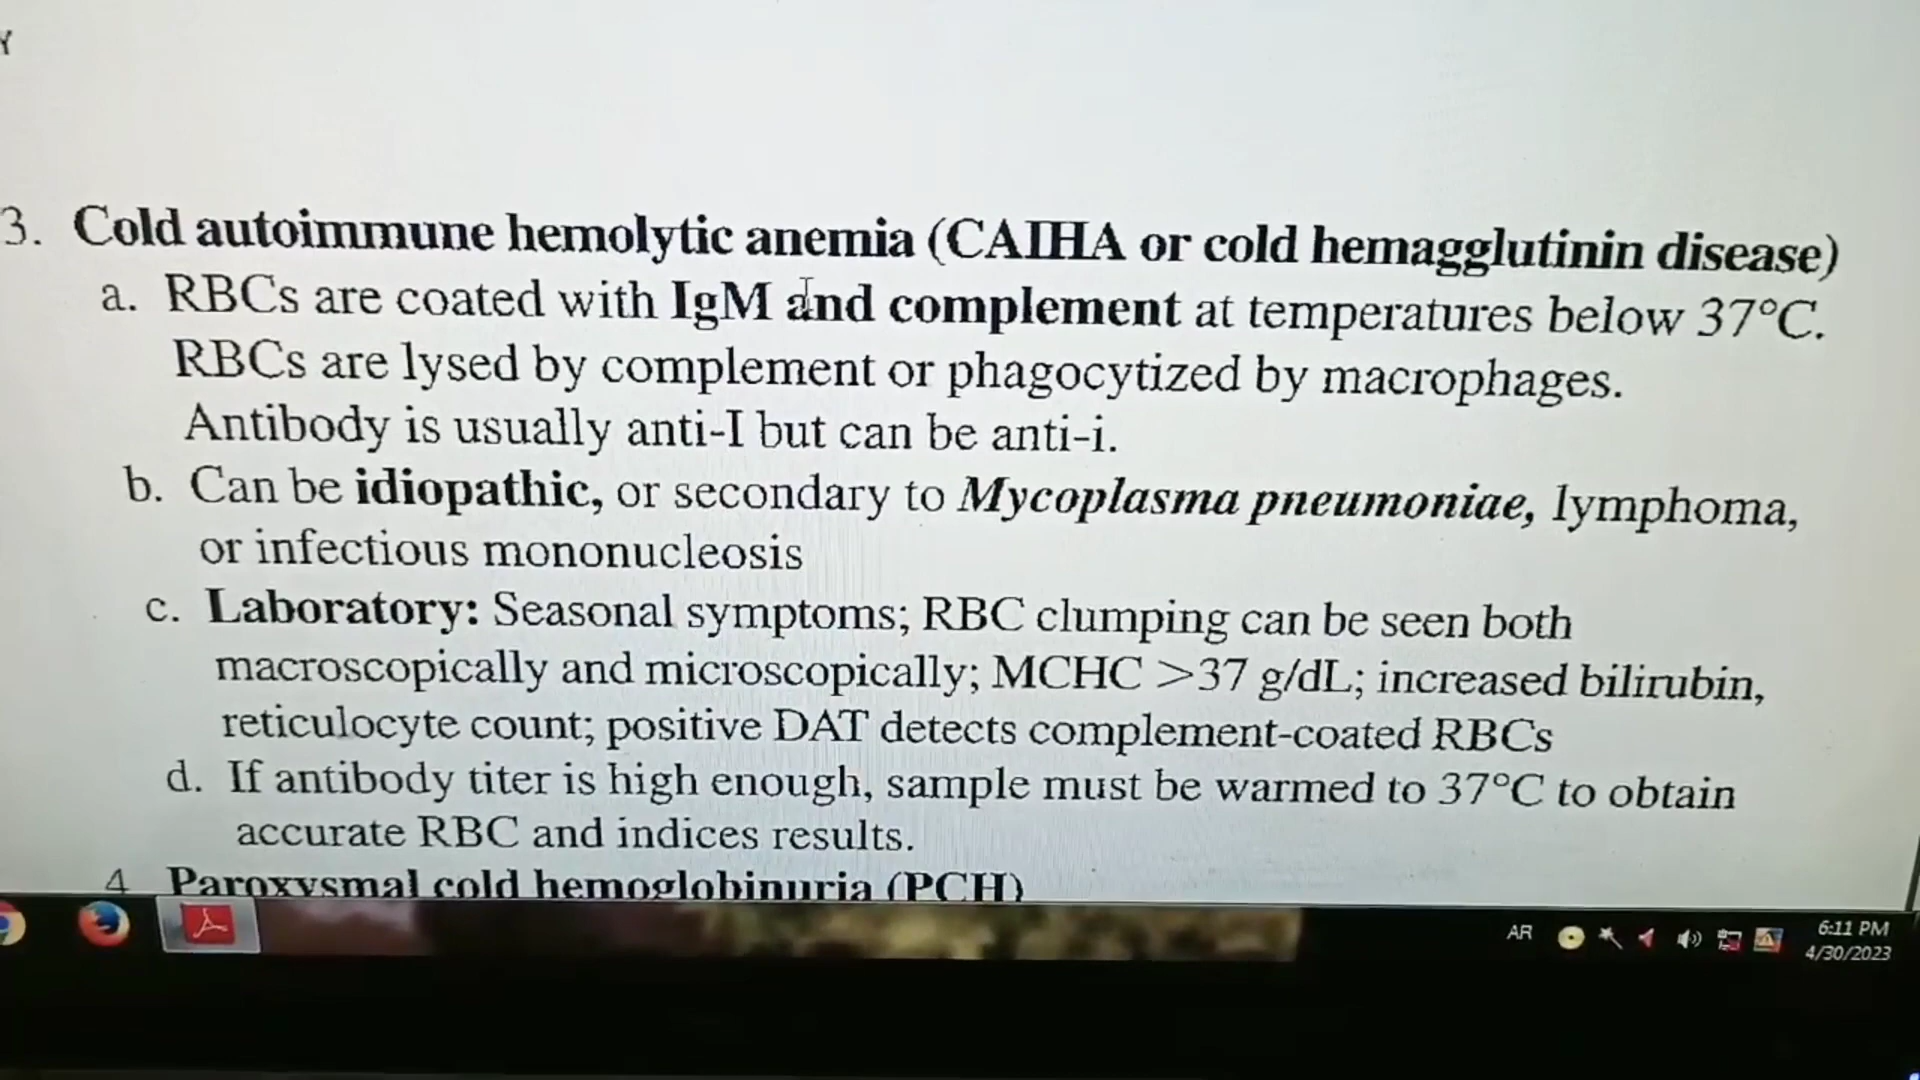 Y
3. Cold autoimmune hemolytic anemia (CAIHA or cold hemagglutinin disease)
a. RBCs are coated with IgM and complement at temperatures below 37°C.
RBCs are lysed by complement or phagocytized by macrophages.
Antibody is usually anti-I but can be anti-i.
b. Can be idiopathic, or secondary to Mycoplasma pneumoniae, lymphoma,
or infectious mononucleosis
c. Laboratory: Seasonal symptoms; RBC clumping can be seen both
macroscopically and microscopically; MCHC >37 g/dL; increased bilirubin,
reticulocyte count; positive DAT detects complement-coated RBCs
d. If antibody titer is high enough, sample must be warmed to 37°C to obtain
accurate RBC and indices results.
4 Paroxysmal cold hemoglobinuria (PCH)
AR
6:11 PM
4/30/2023